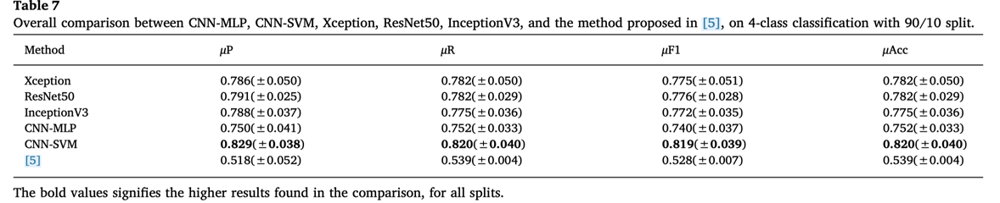 Table 7
Overall comparison between CNN-MLP, CNN-SVM, Xception, ResNet50, InceptionV3, and the method proposed in [5], on 4-class classification with 90/10 split.
Method μP μR μF1 μAcc
Xception 0.786(±0.050) 0.782(±0.050) 0.775(±0.051) 0.782(±0.050)
ResNet50 0.791(±0.025) 0.782(±0.029) 0.776(±0.028) 0.782(±0.029)
InceptionV3 0.788(±0.037) 0.775(±0.036) 0.772(±0.035) 0.775(±0.036)
CNN-MLP 0.750(±0.041) 0.752(±0.033) 0.740(±0.037) 0.752(±0.033)
CNN-SVM 0.829(±0.038) 0.820(±0.040) 0.819(±0.039) 0.820(±0.040)
[5] 0.518(±0.052) 0.539(±0.004) 0.528(±0.007) 0.539(±0.004)
The bold values signifies the higher results found in the comparison, for all splits.